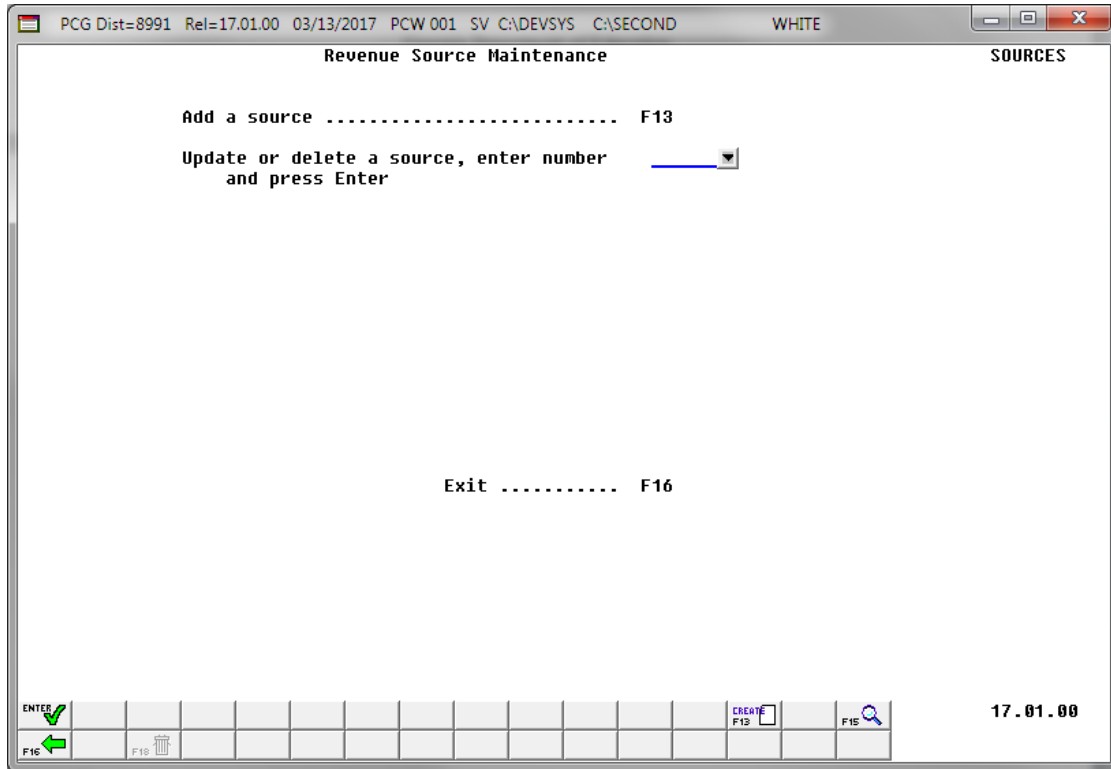 PCG Dist=8991 Rel=17.01.00 03/13/2017 PCW 001 SV C:\DEVSYS C:\SECOND WHITE
Revenue Source Maintenance SOURCES
Add a source ........................... F13
Update or delete a source, enter number
and press Enter
Exit ........... F16
ENTER CREATE F13 F15 17.01.00
F16 F18